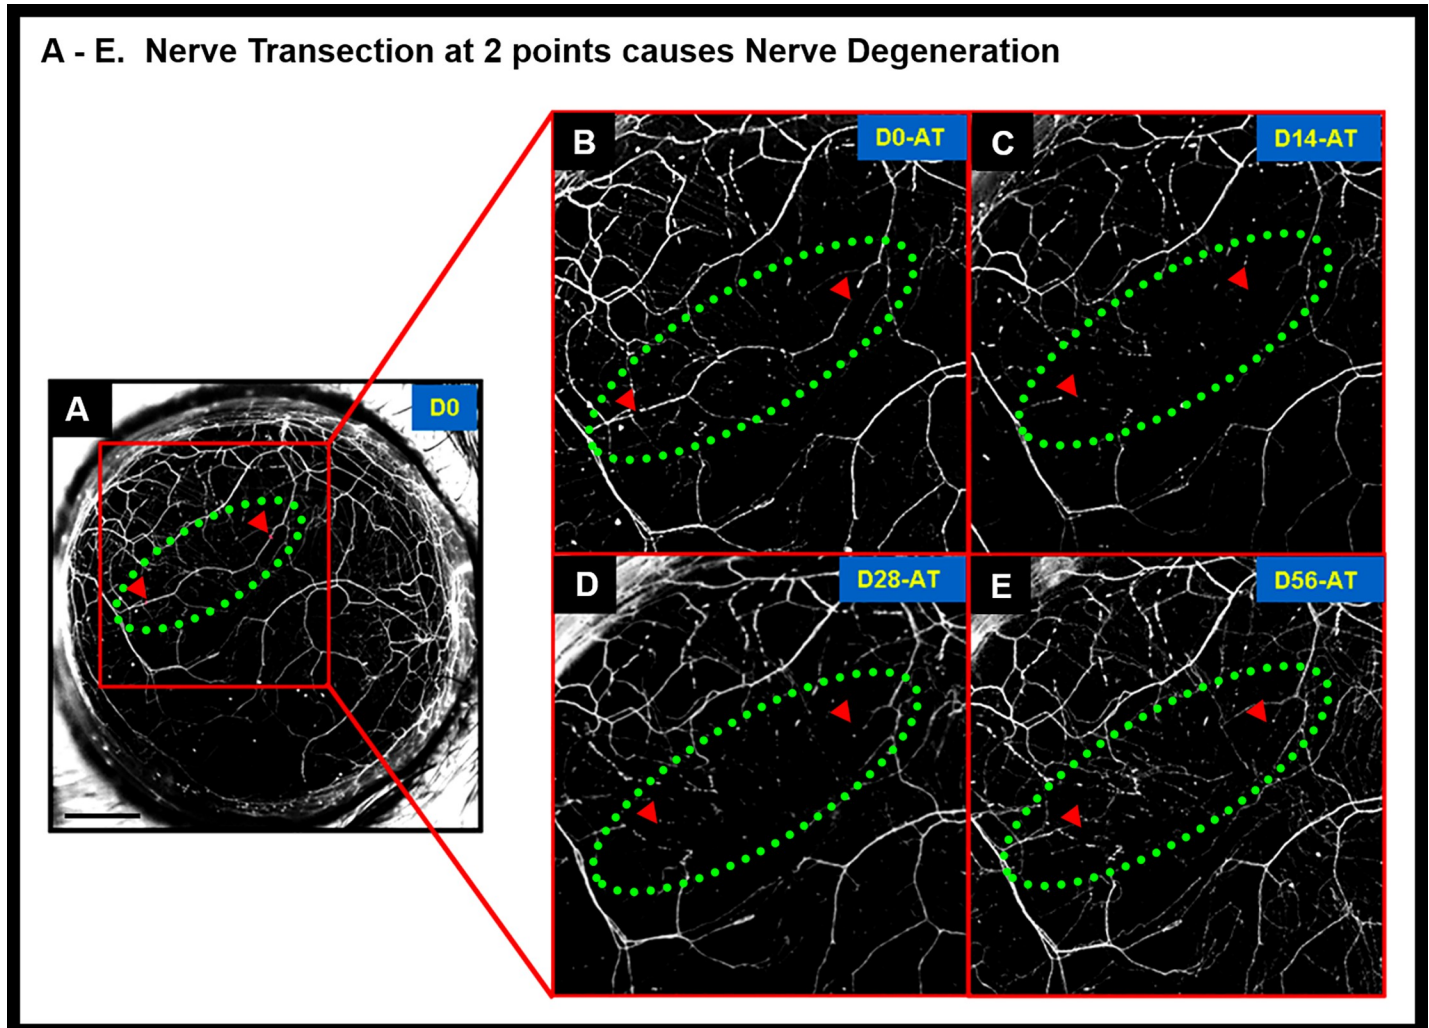 A - E. Nerve Transection at 2 points causes Nerve Degeneration
A
D0
B
D0-AT
C
D14-AT
D
D28-AT
E
D56-AT